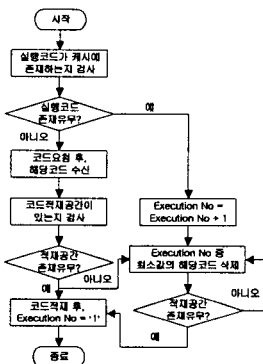 시작
실행코드가 캐시에
존재하는지 검사
실행코드
존재유무?
예
아니오
코드요청 후,
해당코드 수신
Execution No =
Execution No + 1
코드적재공간이
있는지 검사
Execution No 중
최소값의 해당코드 삭제
적재공간
존재유무?
아니오
예
적재공간
존재유무?
아니오
예
코드적재 후,
Execution No = '1'
종료